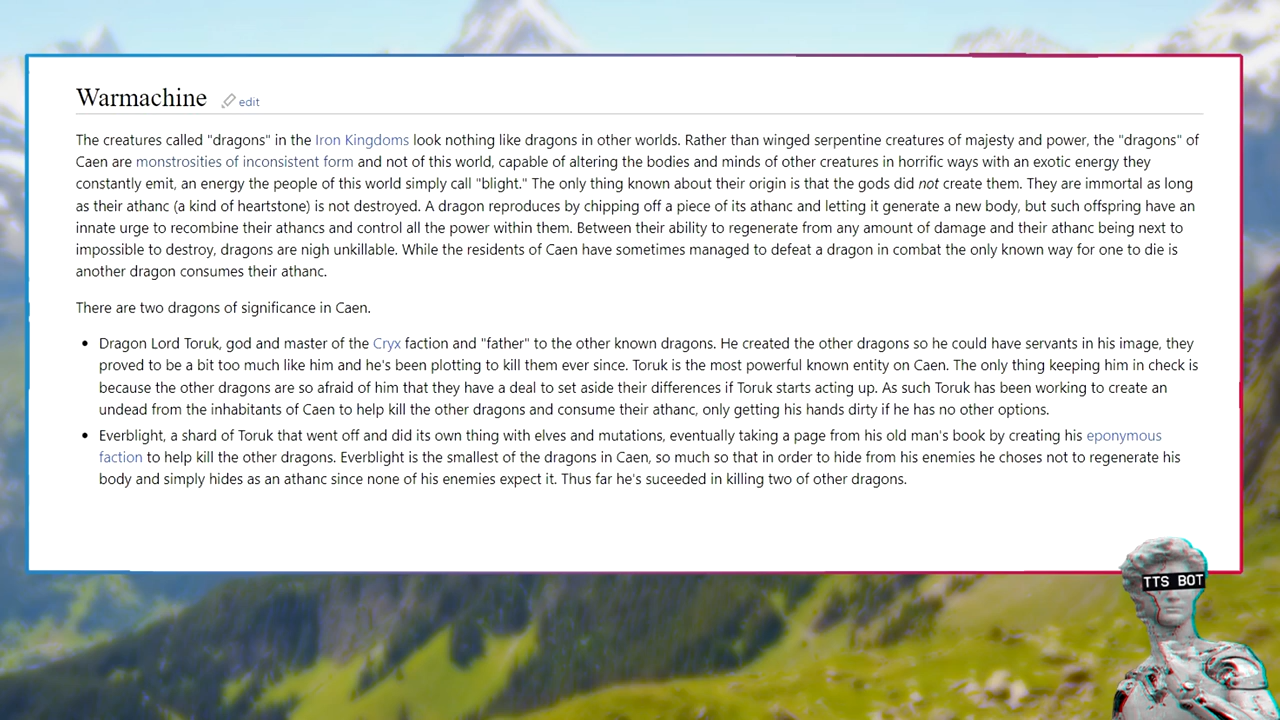 Warmachine edit
The creatures called "dragons" in the Iron Kingdoms look nothing like dragons in other worlds. Rather than winged serpentine creatures of majesty and power, the "dragons" of
Caen are monstrosities of inconsistent form and not of this world, capable of altering the bodies and minds of other creatures in horrific ways with an exotic energy they
constantly emit, an energy the people of this world simply call "blight." The only thing known about their origin is that the gods did not create them. They are immortal as long
as their athanc (a kind of heartstone) is not destroyed. A dragon reproduces by chipping off a piece of its athanc and letting it generate a new body, but such offspring have an
innate urge to recombine their athancs and control all the power within them. Between their ability to regenerate from any amount of damage and their athanc being next to
impossible to destroy, dragons are nigh unkillable. While the residents of Caen have sometimes managed to defeat a dragon in combat the only known way for one to die is
another dragon consumes their athanc.
There are two dragons of significance in Caen.
• Dragon Lord Toruk, god and master of the Cryx faction and "father" to the other known dragons. He created the other dragons so he could have servants in his image, they
proved to be a bit too much like him and he's been plotting to kill them ever since. Toruk is the most powerful known entity on Caen. The only thing keeping him in check is
because the other dragons are so afraid of him that they have a deal to set aside their differences if Toruk starts acting up. As such Toruk has been working to create an
undead from the inhabitants of Caen to help kill the other dragons and consume their athanc, only getting his hands dirty if he has no other options.
• Everblight, a shard of Toruk that went off and did its own thing with elves and mutations, eventually taking a page from his old man's book by creating his eponymous
faction to help kill the other dragons. Everblight is the smallest of the dragons in Caen, so much so that in order to hide from his enemies he choses not to regenerate his
body and simply hides as an athanc since none of his enemies expect it. Thus far he's suceeded in killing two of other dragons.
TTS BOT